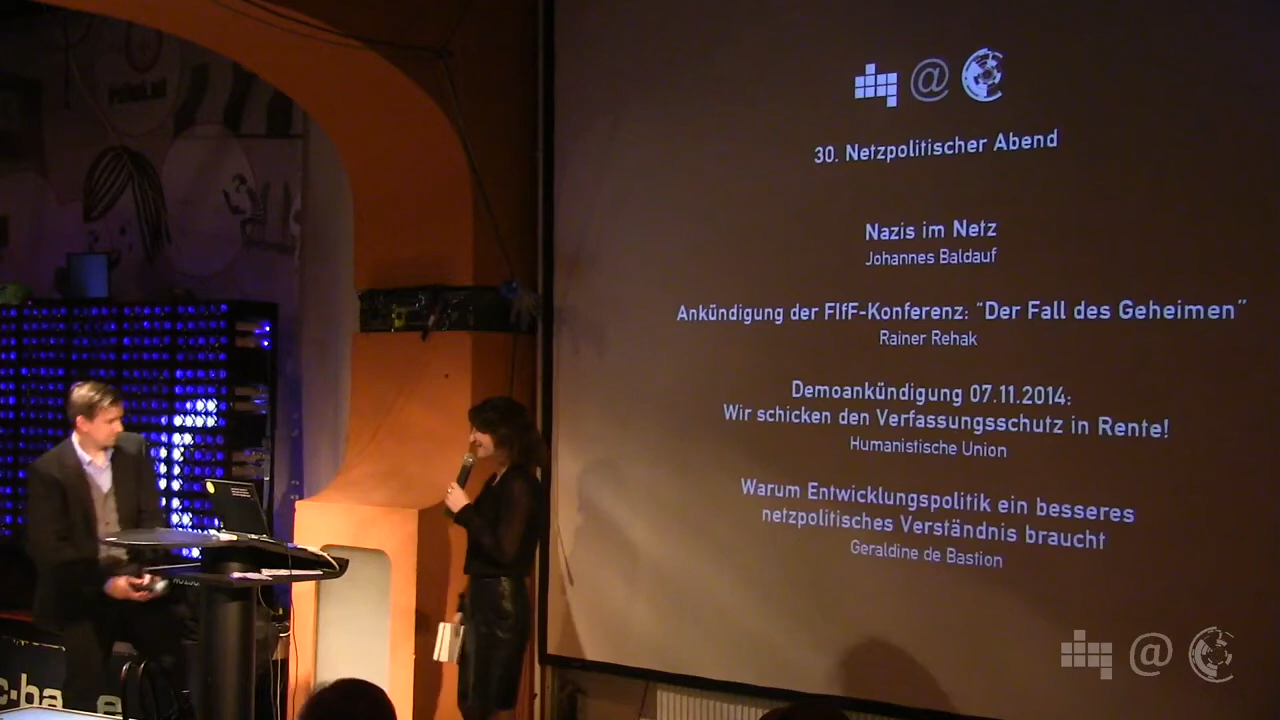 @
30. Netzpolitischer Abend
Nazis im Netz
Johannes Baldauf
Ankündigung der FIfF-Konferenz: "Der Fall des Geheimen"
Rainer Rehak
Demoankündigung 07.11.2014:
Wir schicken den Verfassungsschutz in Rente!
Humanistische Union
Warum Entwicklungspolitik ein besseres
netzpolitisches Verständnis braucht
Geraldine de Bastion
@
c-ba e